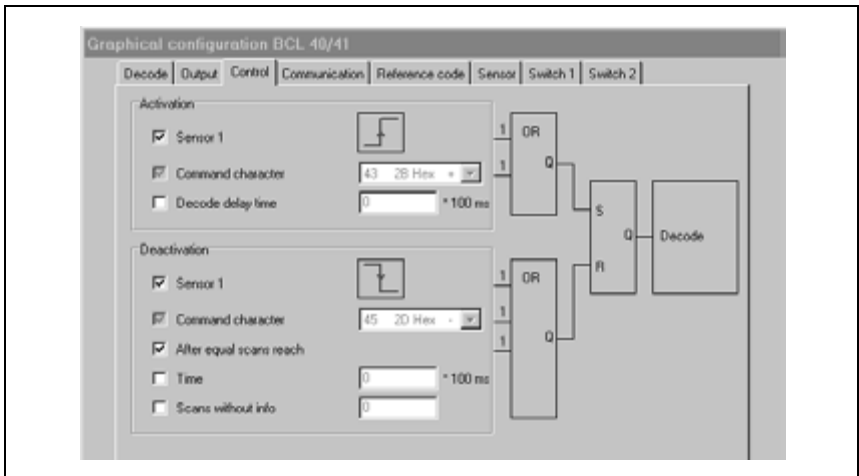 Graphical configuration BCL 40/41
Decode Output Control Communication Reference code Sensor Switch 1 Switch 2
Activation
Sensor 1
Command character 43 2B Hex +
Decode delay time 0 * 100 ms
1
1
OR
Q
S
R
Q
Decode
Deactivation
Sensor 1
Command character 45 2D Hex -
After equal scans reach
Time 0 * 100 ms
Scans without info 0
1
1
1
OR
Q